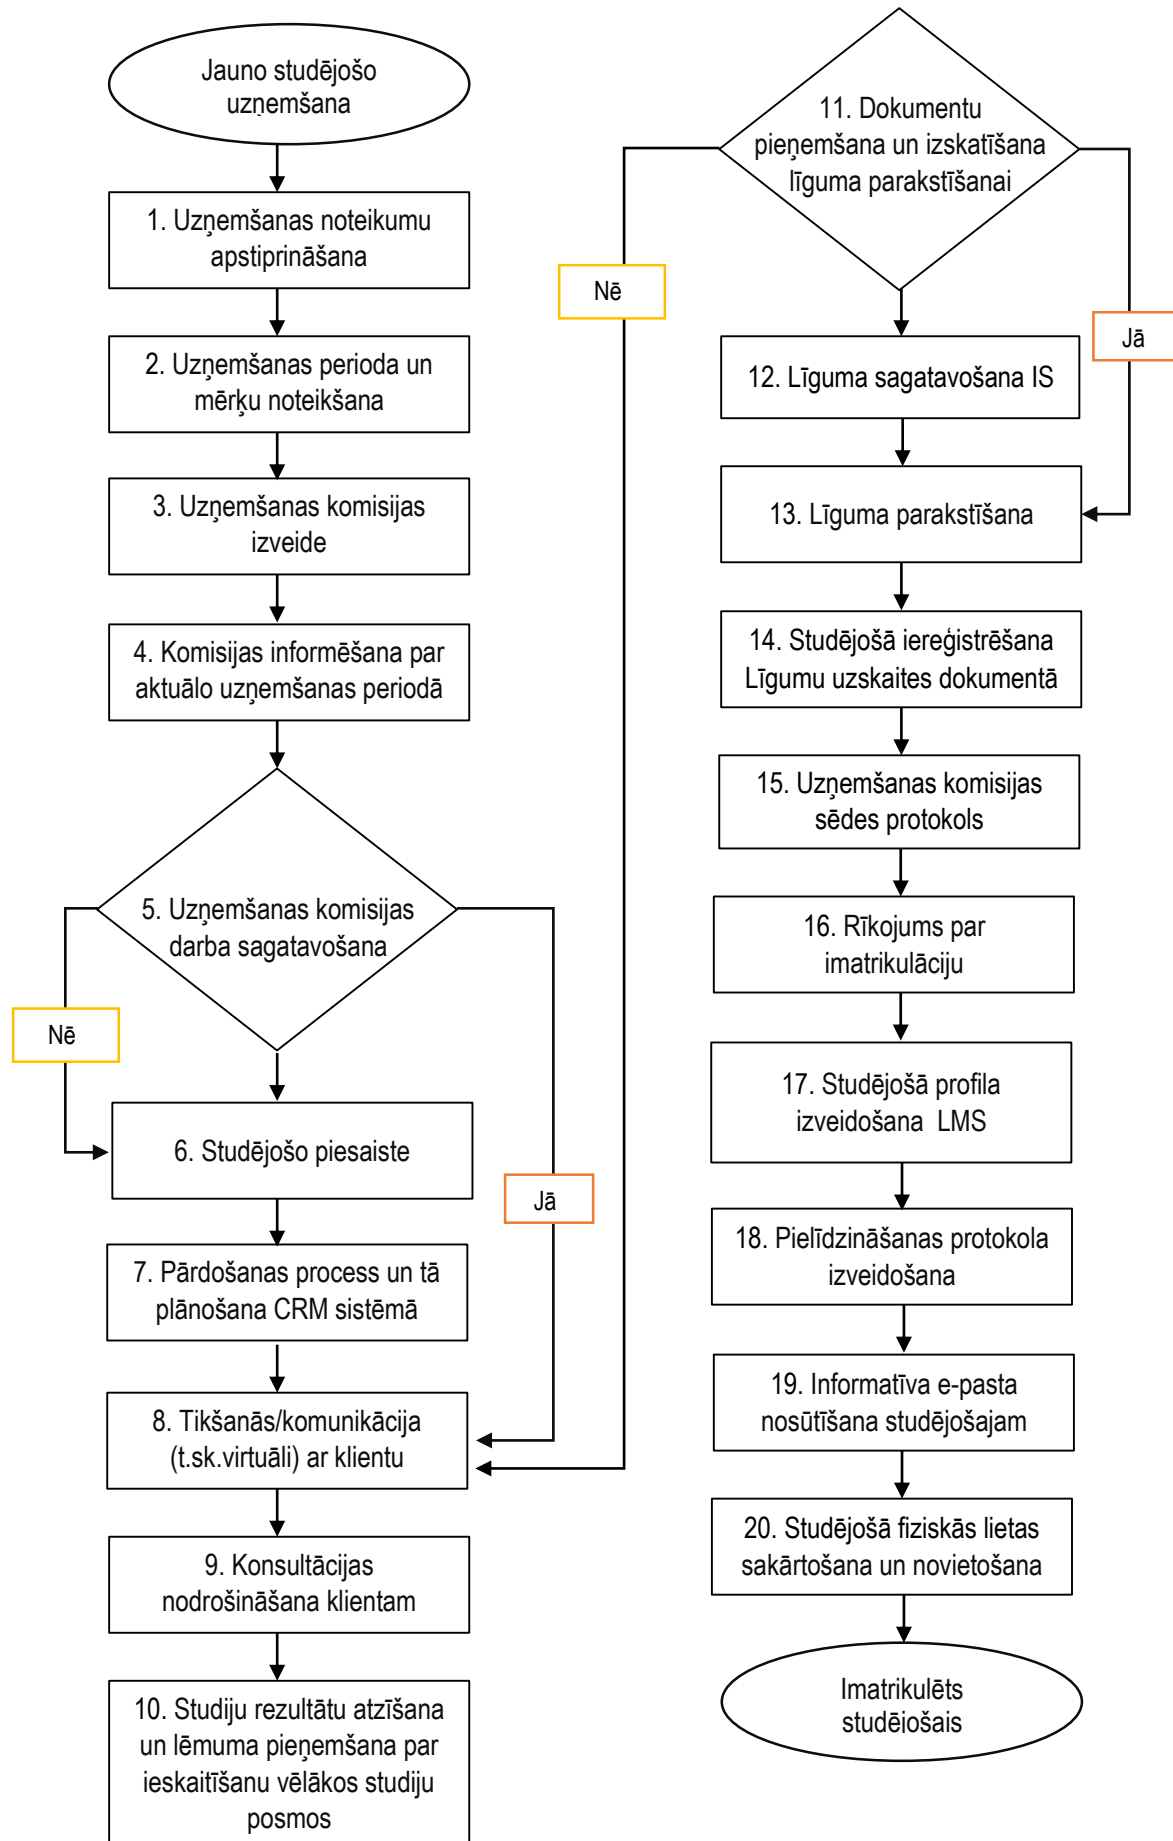 Jauno studējošo
uzņemšana
1. Uzņemšanas noteikumu
apstiprināšana
2. Uzņemšanas perioda un
mērķu noteikšana
3. Uzņemšanas komisijas
izveide
4. Komisijas informēšana par
aktuālo uzņemšanas periodā
5. Uzņemšanas komisijas
darba sagatavošana
Nē
6. Studējošo piesaiste
Jā
7. Pārdošanas process un tā
plānošana CRM sistēmā
8. Tikšanās/komunikācija
(t.sk.virtuāli) ar klientu
9. Konsultācijas
nodrošināšana klientam
10. Studiju rezultātu atzīšana
un lēmuma pieņemšana par
ieskaitīšanu vēlākos studiju
posmos
11. Dokumentu
pieņemšana un izskatīšana
līguma parakstīšanai
Nē
Jā
12. Līguma sagatavošana IS
13. Līguma parakstīšana
14. Studējošā iereģistrēšana
Līgumu uzskaites dokumentā
15. Uzņemšanas komisijas
sēdes protokols
16. Rīkojums par
imatrikulāciju
17. Studējošā profila
izveidošana  LMS
18. Pielīdzināšanas protokola
izveidošana
19. Informatīva e-pasta
nosūtīšana studējošajam
20. Studējošā fiziskās lietas
sakārtošana un novietošana
Imatrikulēts
studējošais